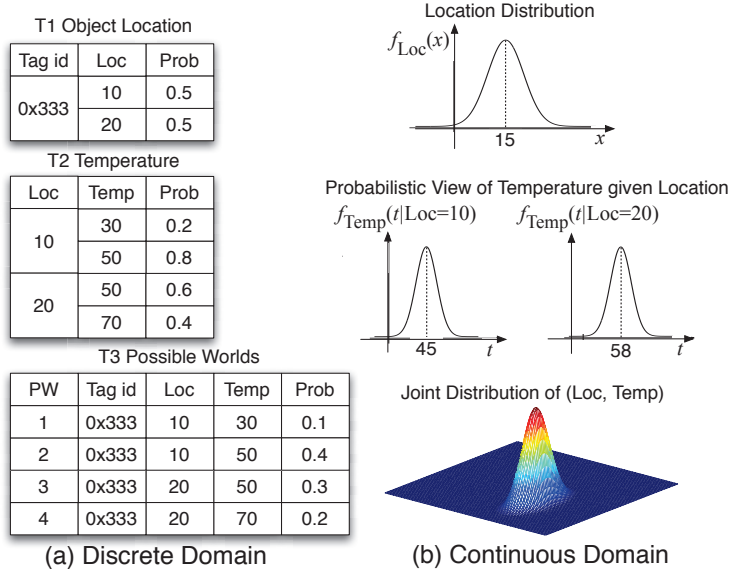 T1 Object Location
Tag id Loc Prob
0x333 10 0.5
20 0.5
T2 Temperature
Loc Temp Prob
10 30 0.2
50 0.8
20 50 0.6
70 0.4
T3 Possible Worlds
PW Tag id Loc Temp Prob
1 0x333 10 30 0.1
2 0x333 10 50 0.4
3 0x333 20 50 0.3
4 0x333 20 70 0.2
(a) Discrete Domain
Location Distribution
f_Loc(x)
15 x
Probabilistic View of Temperature given Location
f_Temp(t|Loc=10) f_Temp(t|Loc=20)
45 t 58 t
Joint Distribution of (Loc, Temp)
(b) Continuous Domain